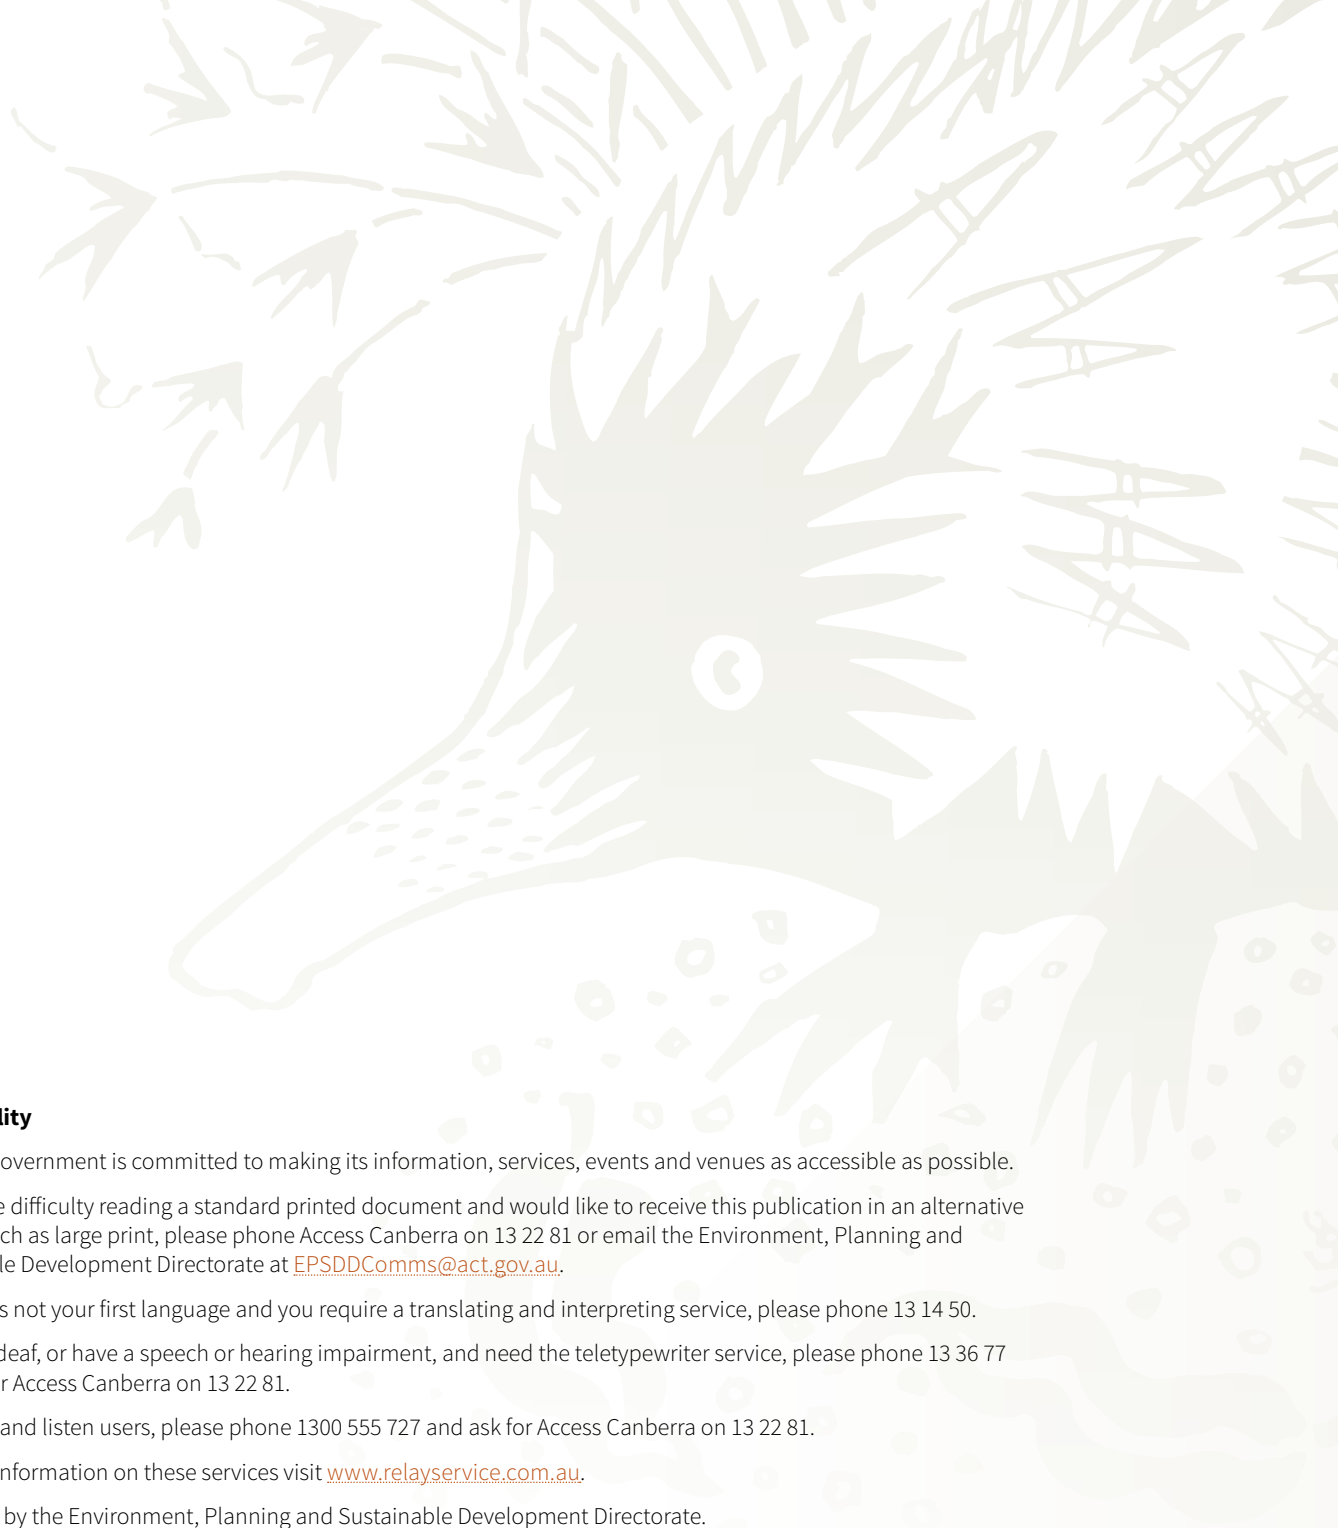 lity
overnment is committed to making its information, services, events and venues as accessible as possible.
e difficulty reading a standard printed document and would like to receive this publication in an alternative
ch as large print, please phone Access Canberra on 13 22 81 or email the Environment, Planning and
le Development Directorate at EPSDDComms@act.gov.au.
s not your first language and you require a translating and interpreting service, please phone 13 14 50.
deaf, or have a speech or hearing impairment, and need the teletypewriter service, please phone 13 36 77
r Access Canberra on 13 22 81.
and listen users, please phone 1300 555 727 and ask for Access Canberra on 13 22 81.
nformation on these services visit www.relayservice.com.au.
by the Environment, Planning and Sustainable Development Directorate.